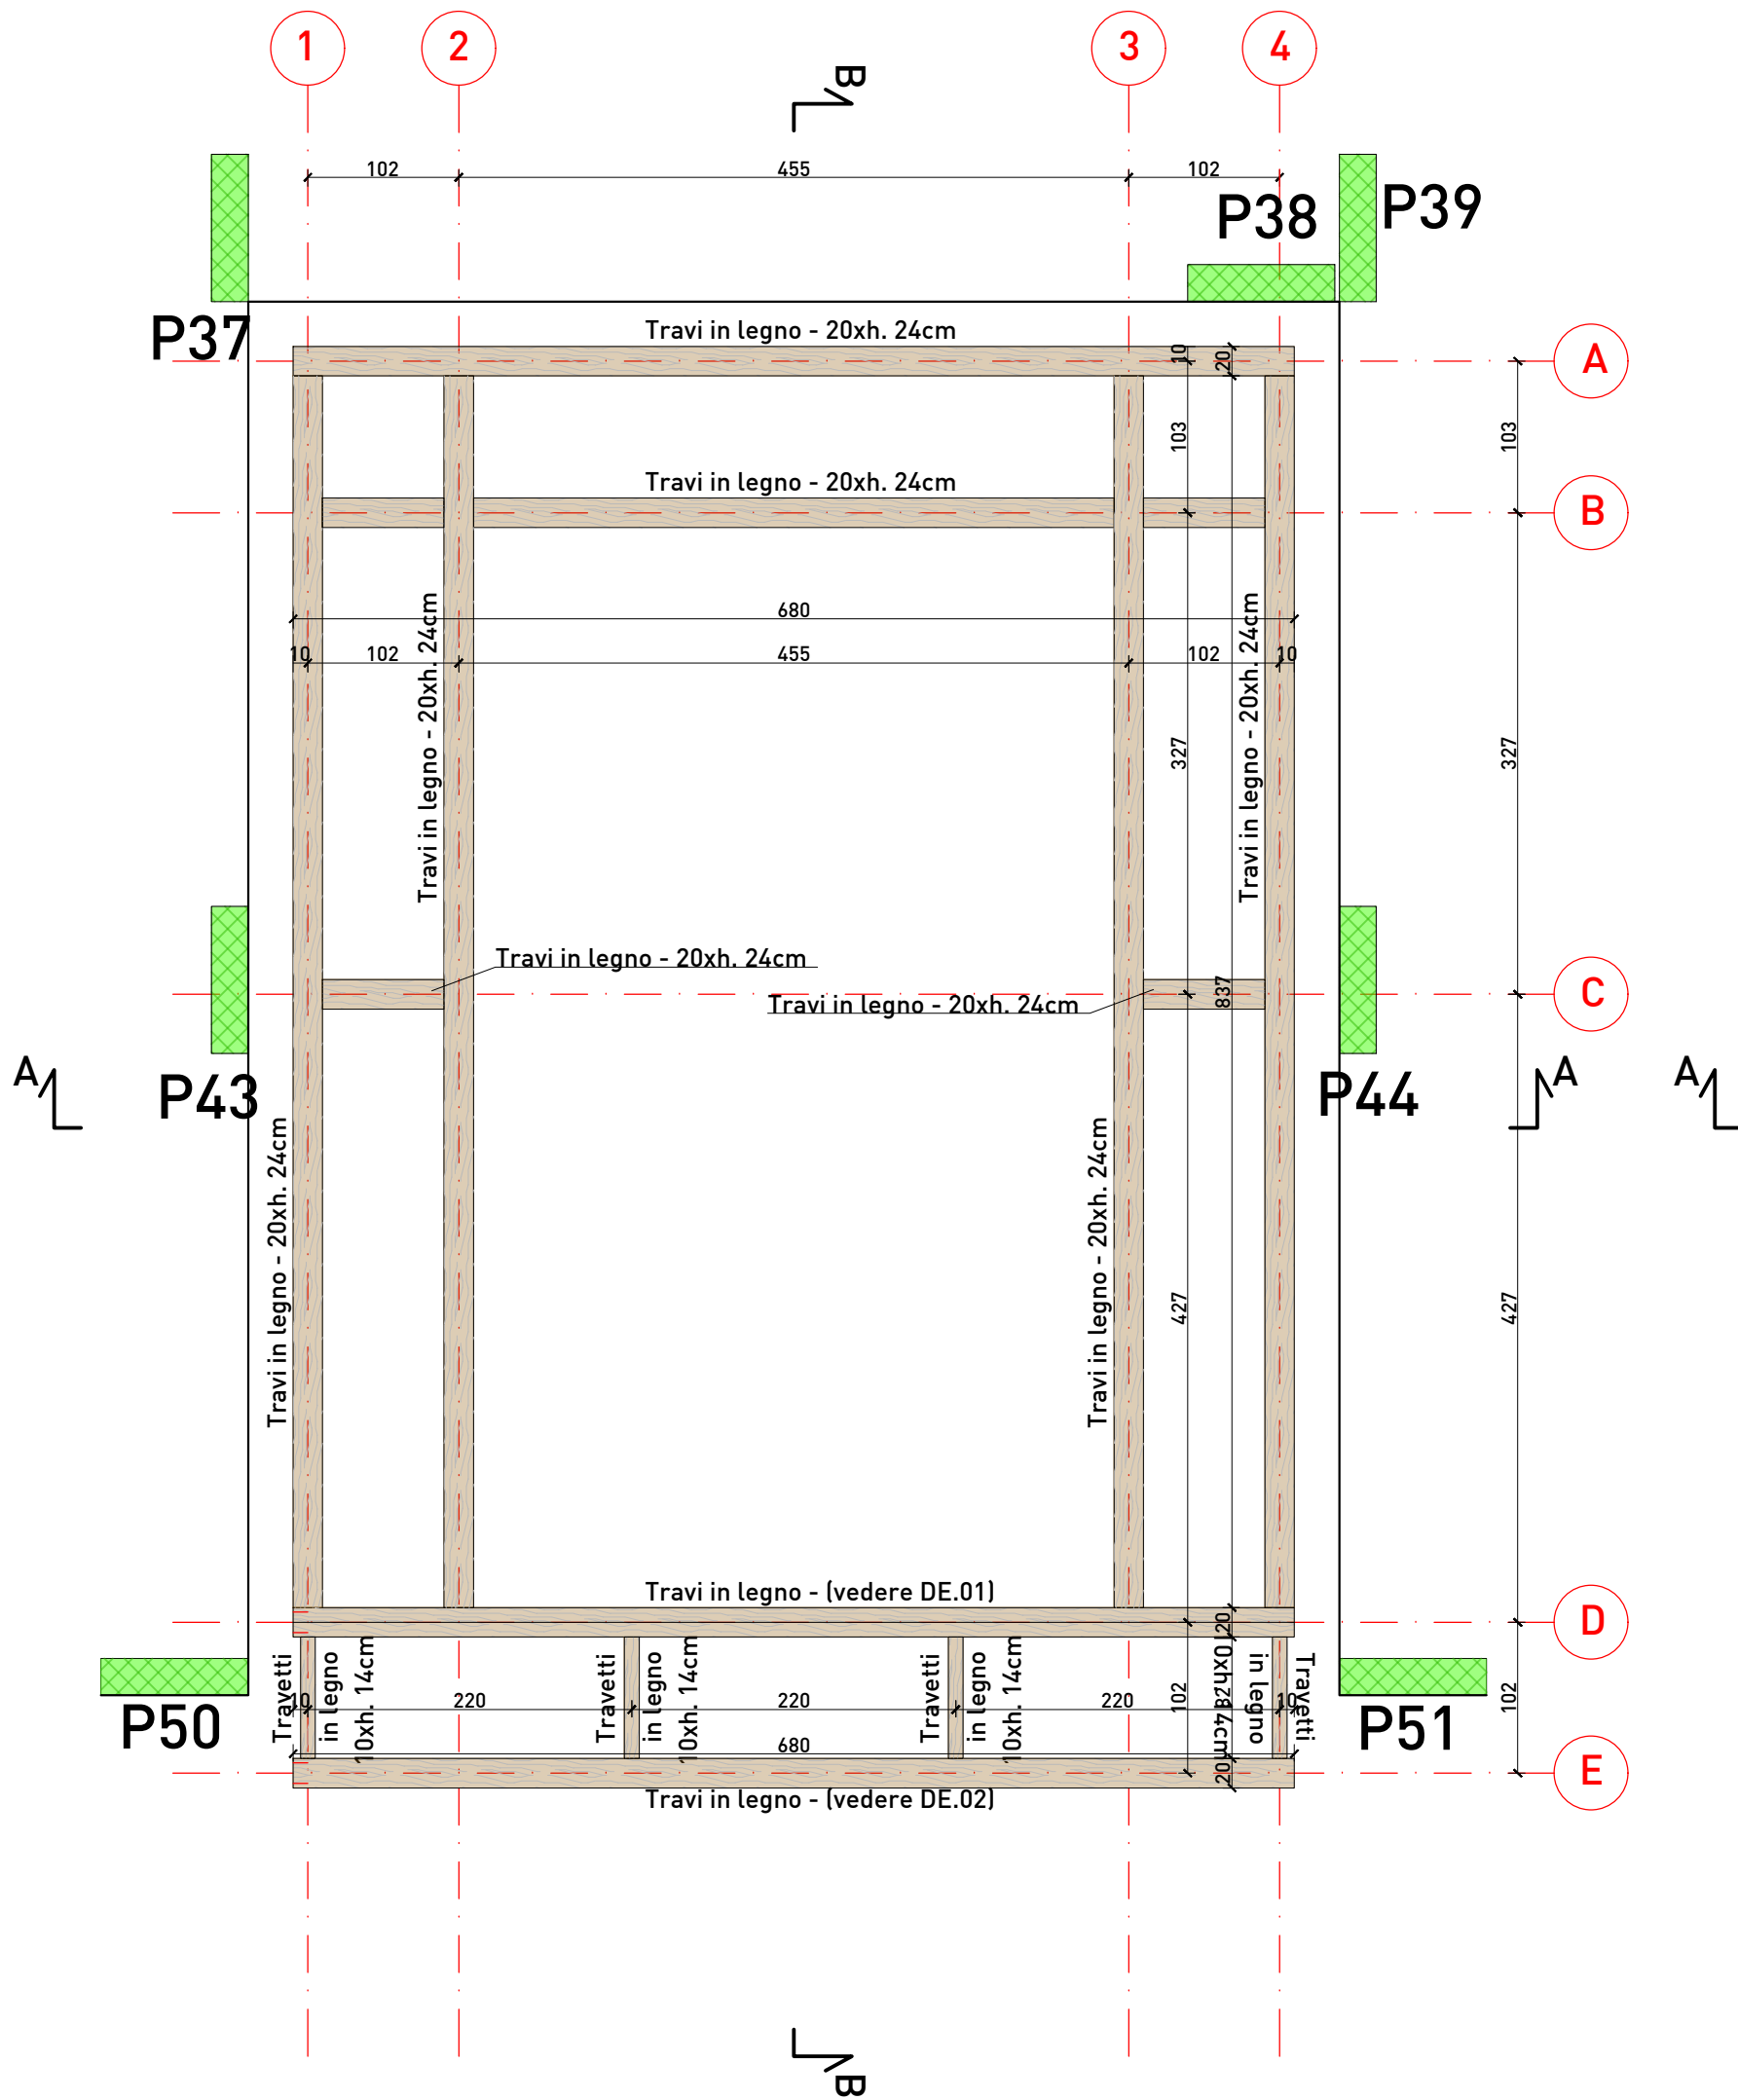 1
2
3
4
B
102
455
102
P38
P39
P37
Travi in legno - 20xh. 24cm
10
20
A
103
103
Travi in legno - 20xh. 24cm
B
680
10
102
455
102
10
Travi in legno - 20xh. 24cm
Travi in legno - 20xh. 24cm
327
327
Travi in legno - 20xh. 24cm
Travi in legno - 20xh. 24cm
837
C
A
P43
P44
A
A
Travi in legno - 20xh. 24cm
Travi in legno - 20xh. 24cm
427
427
Travi in legno - (vedere DE.01)
20
D
Travetti
in legno
10xh. 14cm
Travetti
in legno
10xh. 14cm
Travetti
in legno
10xh. 14cm
Travetti
in legno
10
220
220
220
10
102
102
P50
P51
680
20
E
Travi in legno - (vedere DE.02)
B